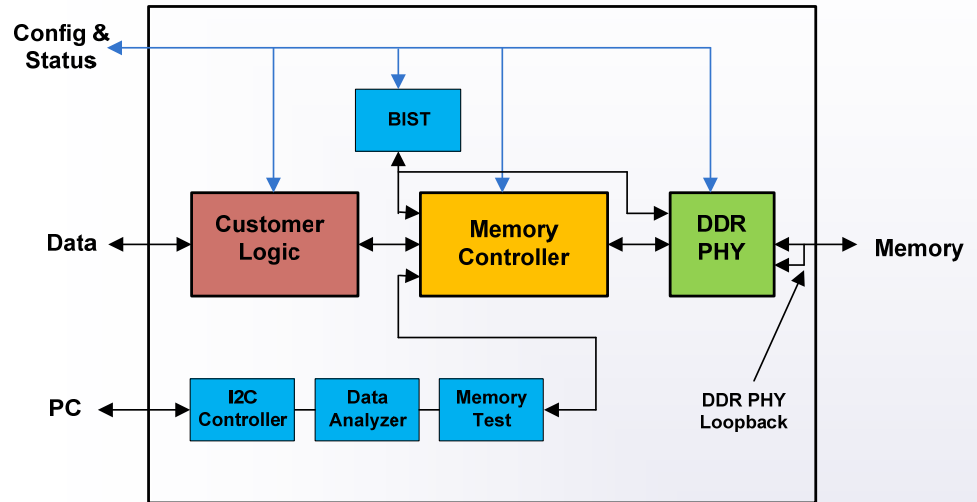 Config &
Status
BIST
Customer
Logic
Memory
Controller
DDR
PHY
Data
Memory
PC
I2C
Controller
Data
Analyzer
Memory
Test
DDR PHY
Loopback